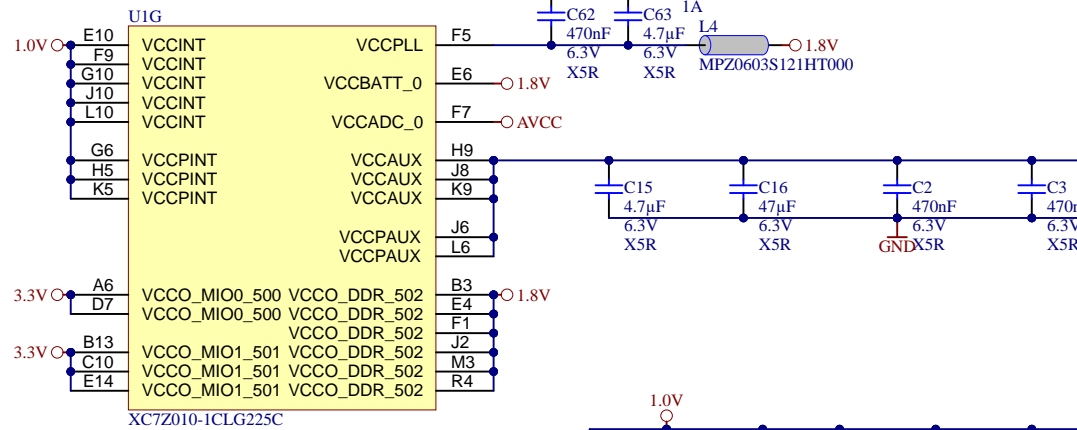 U1G
1.0V
E10 VCCINT
F9 VCCINT
G10 VCCINT
J10 VCCINT
L10 VCCINT
G6 VCCPINT
H5 VCCPINT
K5 VCCPINT
3.3V
A6 VCCO_MIO0_500
D7 VCCO_MIO0_500
3.3V
B13 VCCO_MIO1_501
C10 VCCO_MIO1_501
E14 VCCO_MIO1_501
VCCPLL F5
VCCBATT_0 E6 1.8V
VCCADC_0 F7 AVCC
VCCAUX H9
VCCAUX J8
VCCAUX K9
VCCPAUX J6
VCCPAUX L6
VCCO_DDR_502 B3 1.8V
VCCO_DDR_502 E4
VCCO_DDR_502 F1
VCCO_DDR_502 J2
VCCO_DDR_502 M3
VCCO_DDR_502 R4
XC7Z010-1CLG225C
C62
470nF
6.3V
X5R
C63
4.7µF
6.3V
X5R
1A
L4
1.8V
MPZ0603S121HT000
C15
4.7µF
6.3V
X5R
C16
47µF
6.3V
X5R
C2
470nF
6.3V
X5R
GND
C3
6.3V
X5R
1.0V